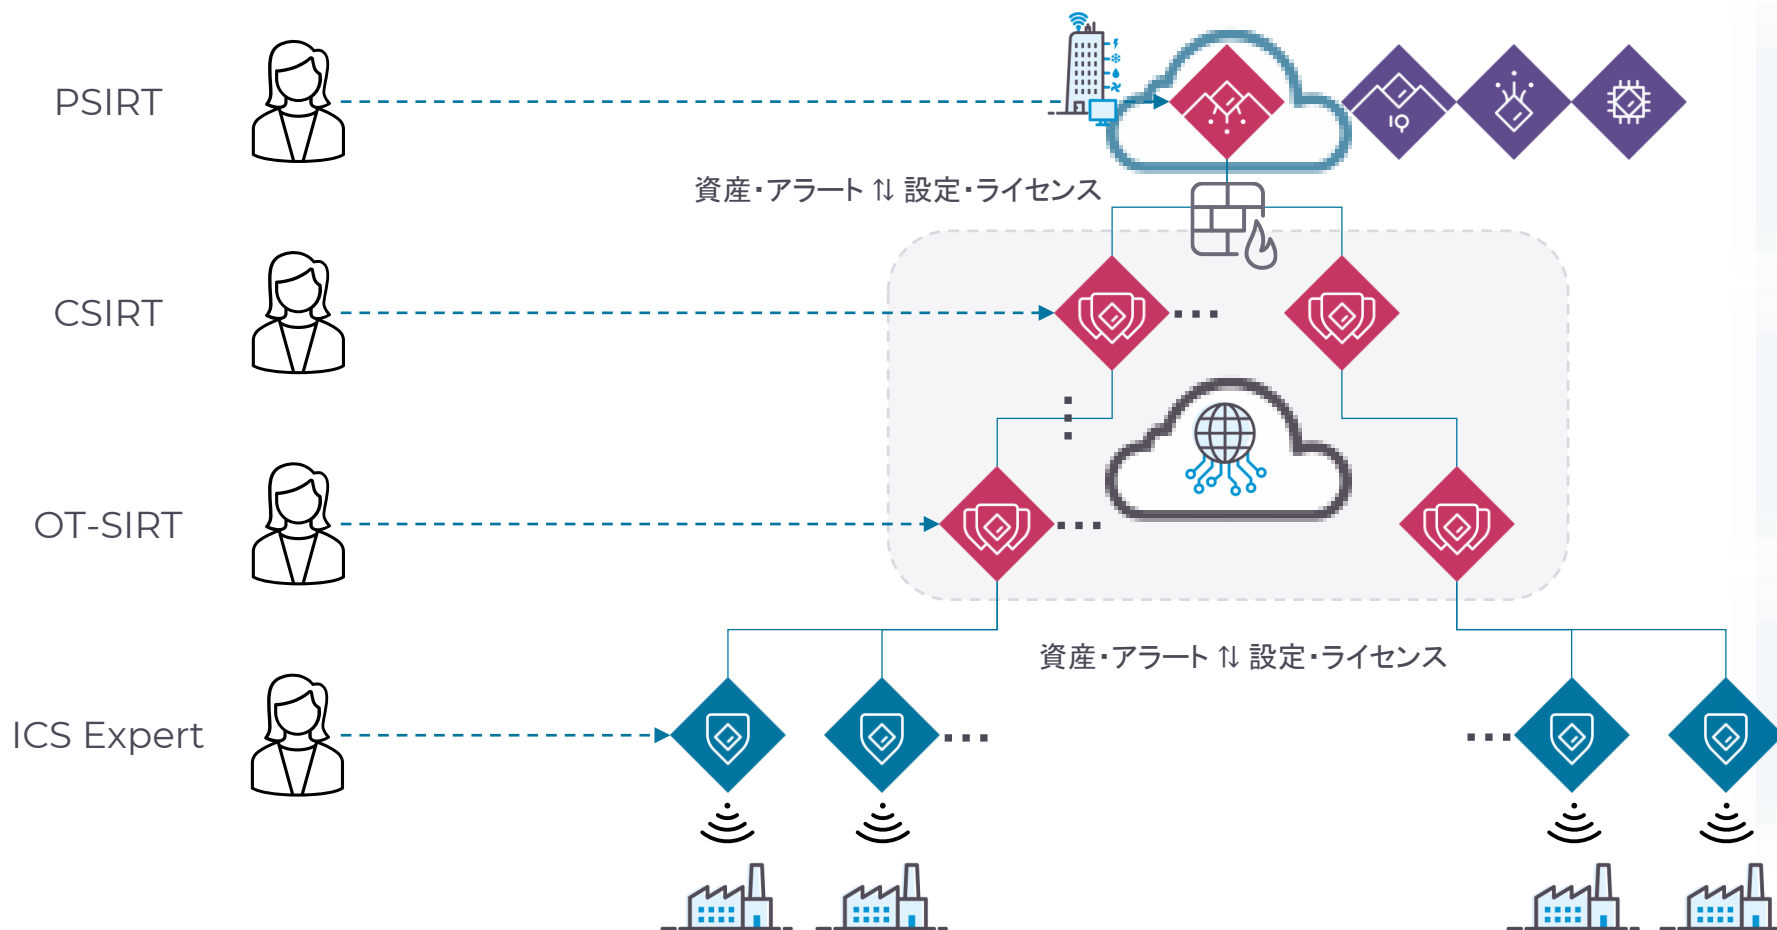 PSIRT
IQ
資産・アラート ⇅ 設定・ライセンス
CSIRT
OT-SIRT
資産・アラート ⇅ 設定・ライセンス
ICS Expert